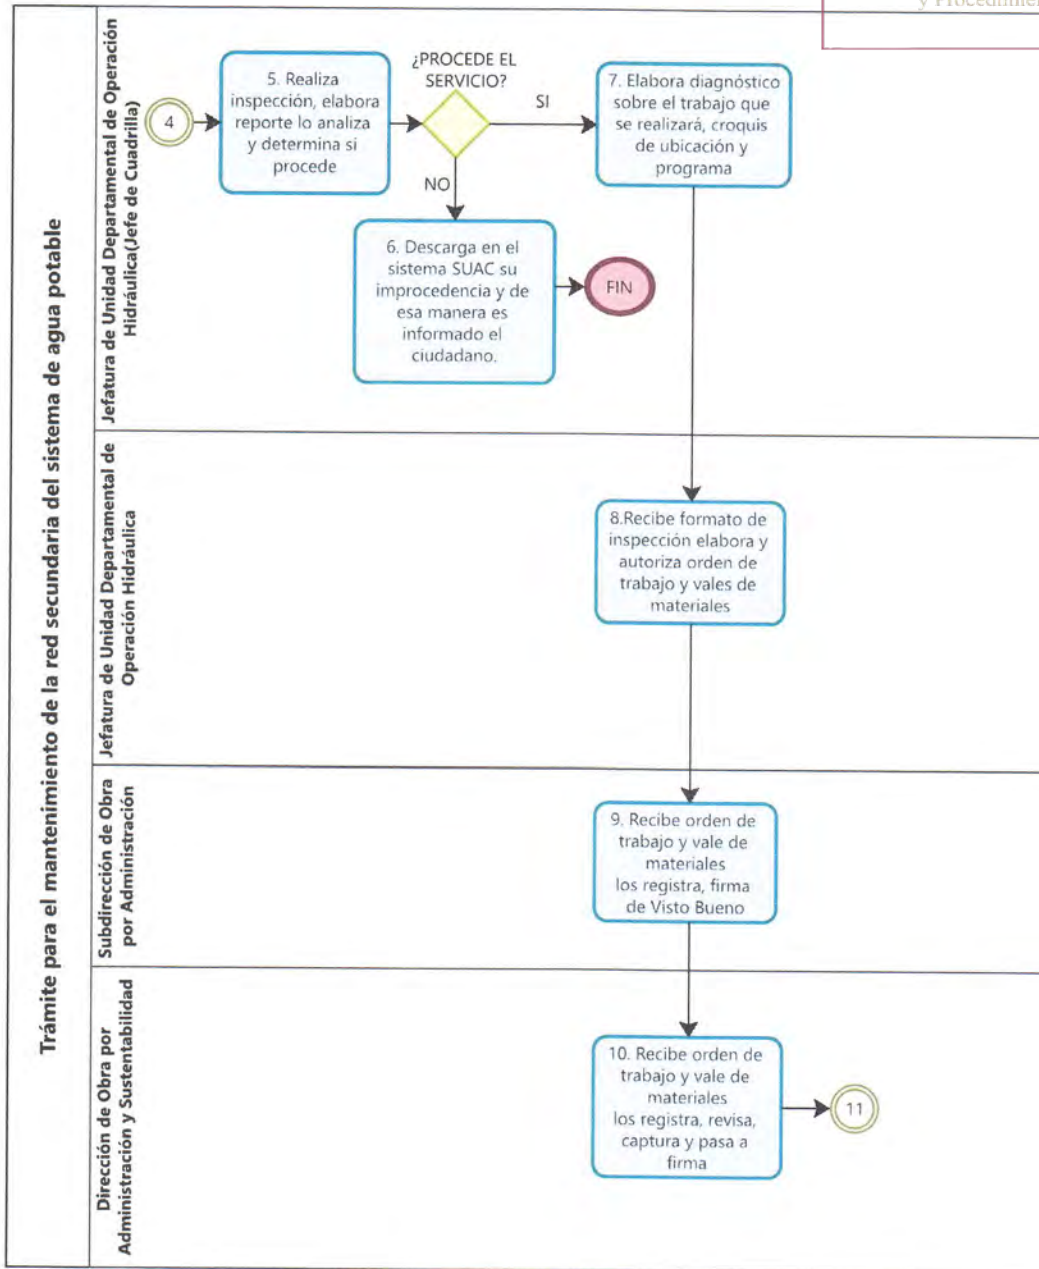 y Procedimien
Trámite para el mantenimiento de la red secundaria del sistema de agua potable
Jefatura de Unidad Departamental de Operación
Hidráulica(Jefe de Cuadrilla)
4
5. Realiza
inspección, elabora
reporte lo analiza
y determina si
procede
¿PROCEDE EL
SERVICIO?
SI
NO
7. Elabora diagnóstico
sobre el trabajo que
se realizará, croquis
de ubicación y
programa
6. Descarga en el
sistema SUAC su
improcedencia y de
esa manera es
informado el
ciudadano.
FIN
Jefatura de Unidad Departamental de
Operación Hidráulica
8.Recibe formato de
inspección elabora y
autoriza orden de
trabajo y vales de
materiales
Subdirección de Obra
por Administración
9. Recibe orden de
trabajo y vale de
materiales
los registra, firma
de Visto Bueno
Dirección de Obra por
Administración y Sustentabilidad
10. Recibe orden de
trabajo y vale de
materiales
los registra, revisa,
captura y pasa a
firma
11